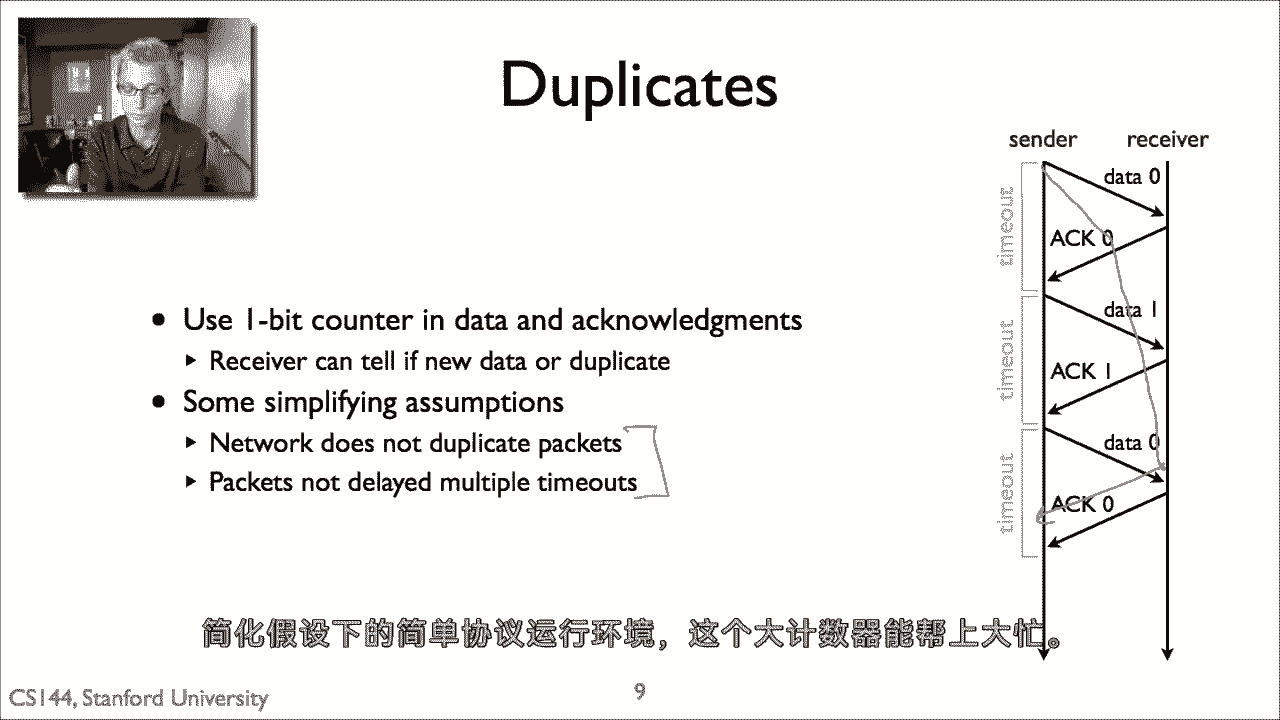 Duplicates
sender
receiver
data 0
timeout
ACK 0
data 1
timeout
ACK 1
data 0
timeout
ACK 0
• Use 1-bit counter in data and acknowledgments
▸ Receiver can tell if new data or duplicate
• Some simplifying assumptions
▸ Network does not duplicate packets
▸ Packets not delayed multiple timeouts
简化假设下的简单协议运行环境，这个大计数器能帮上大忙。
CS144, Stanford University
9